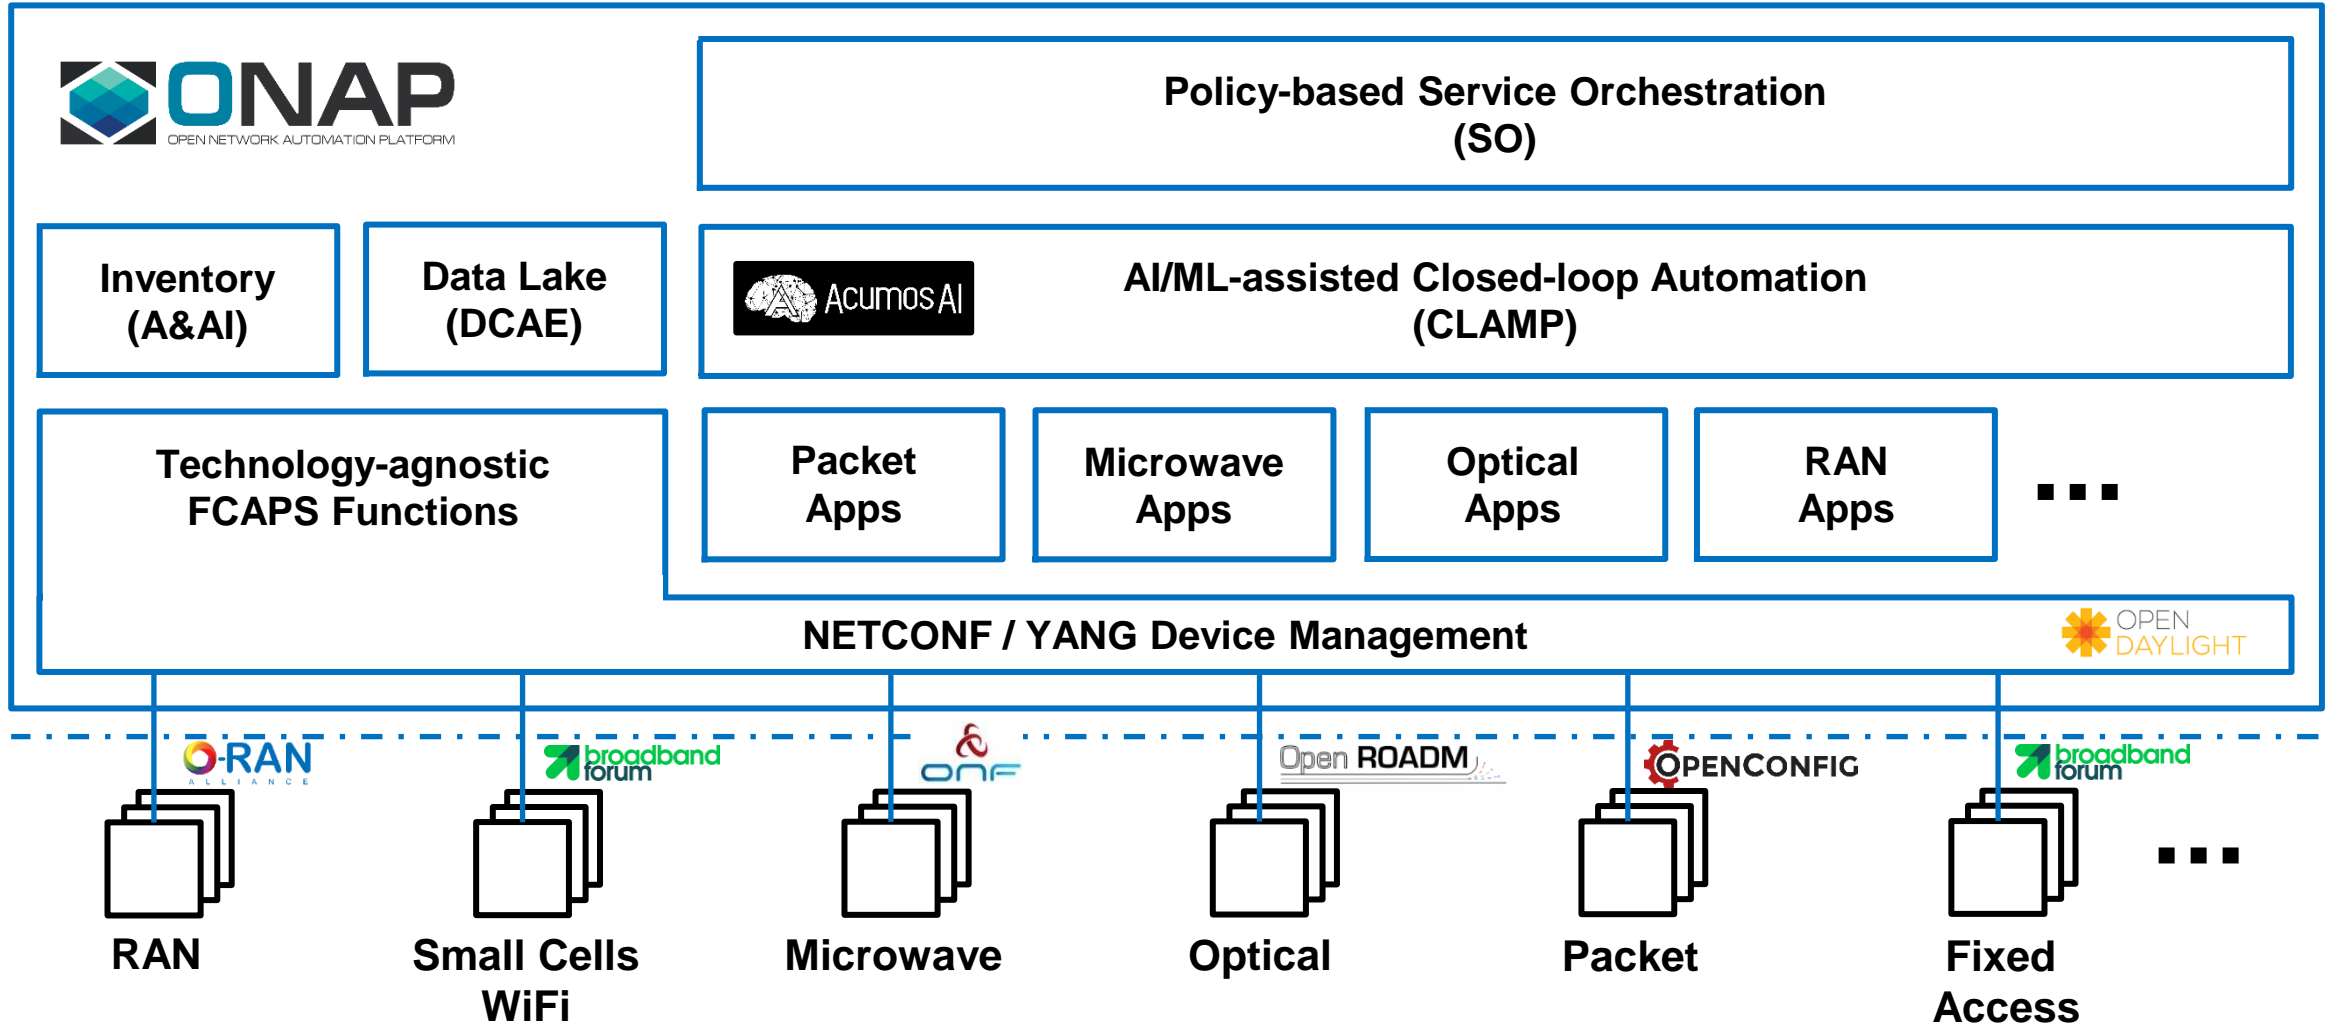 ONAP
OPEN NETWORK AUTOMATION PLATFORM
Policy-based Service Orchestration
(SO)
Inventory
(A&AI)
Data Lake
(DCAE)
Acumos AI
AI/ML-assisted Closed-loop Automation
(CLAMP)
Technology-agnostic
FCAPS Functions
Packet
Apps
Microwave
Apps
Optical
Apps
RAN
Apps
...
NETCONF / YANG Device Management
OPEN
DAYLIGHT
O-RAN
ALLIANCE
broadband
forum
ONF
Open ROADM
OPENCONFIG
broadband
forum
...
RAN
Small Cells
WiFi
Microwave
Optical
Packet
Fixed
Access